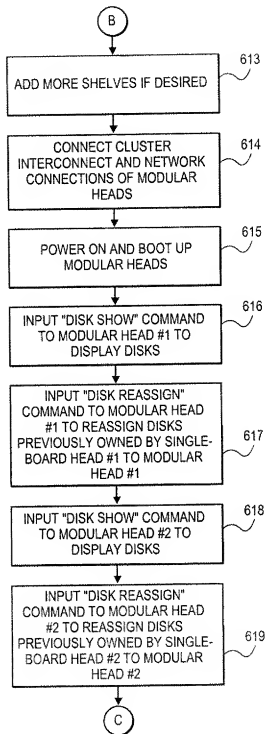 B
ADD MORE SHELVES IF DESIRED
613
CONNECT CLUSTER
INTERCONNECT AND NETWORK
CONNECTIONS OF MODULAR
HEADS
614
POWER ON AND BOOT UP
MODULAR HEADS
615
INPUT "DISK SHOW" COMMAND
TO MODULAR HEAD #1 TO
DISPLAY DISKS
616
INPUT "DISK REASSIGN"
COMMAND TO MODULAR HEAD
#1 TO REASSIGN DISKS
PREVIOUSLY OWNED BY SINGLE-
BOARD HEAD #1 TO MODULAR
HEAD #1
617
INPUT "DISK SHOW" COMMAND
TO MODULAR HEAD #2 TO
DISPLAY DISKS
618
INPUT "DISK REASSIGN"
COMMAND TO MODULAR HEAD
#2 TO REASSIGN DISKS
PREVIOUSLY OWNED BY SINGLE-
BOARD HEAD #2 TO MODULAR
HEAD #2
619
C